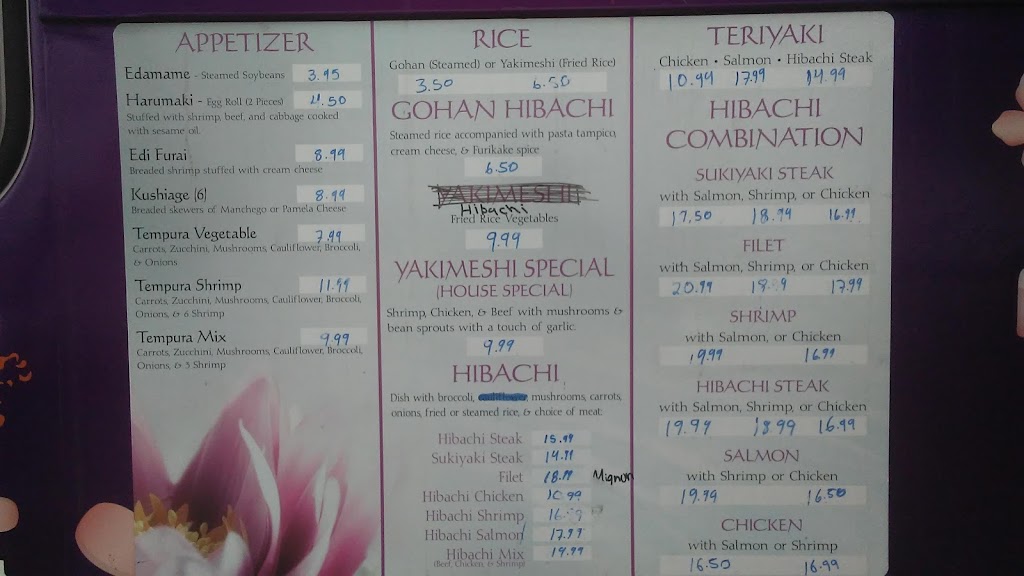 APPETIZER
Edamame - Steamed Soybeans 3.95
Harumaki - Egg Roll (2 Pieces) 4.50
Stuffed with shrimp, beef, and cabbage cooked
with sesame oil.
Edi Furai 8.99
Breaded shrimp stuffed with cream cheese
Kushiage (6) 8.99
Breaded skewers of Manchego or Pamela Cheese
Tempura Vegetable 7.99
Carrots, Zucchini, Mushrooms, Cauliflower, Broccoli,
& Onions
Tempura Shrimp 11.99
Carrots, Zucchini, Mushrooms, Cauliflower, Broccoli,
Onions, & 6 Shrimp
Tempura Mix 9.99
Carrots, Zucchini, Mushrooms, Cauliflower, Broccoli,
Onions, & 3 Shrimp
RICE
Gohan (Steamed) or Yakimeshi (Fried Rice)
3.50 6.50
GOHAN HIBACHI
Steamed rice accompanied with pasta tampico,
cream cheese, & Furikake spice
6.50
YAKIMESHI
Hibachi
Fried Rice Vegetables
9.99
YAKIMESHI SPECIAL
(HOUSE SPECIAL)
Shrimp, Chicken, & Beef with mushrooms &
bean sprouts with a touch of garlic.
9.99
HIBACHI
Dish with broccoli, cauliflower, mushrooms, carrots,
onions, fried or steamed rice, & choice of meat:
Hibachi Steak 15.99
Sukiyaki Steak 14.99
Filet 18.99 Mignon
Hibachi Chicken 10.99
Hibachi Shrimp 16.99
Hibachi Salmon 17.99
Hibachi Mix 19.99
(Beef, Chicken, & Shrimp)
TERIYAKI
Chicken • Salmon • Hibachi Steak
10.99 17.99 14.99
HIBACHI
COMBINATION
SUKIYAKI STEAK
with Salmon, Shrimp, or Chicken
17.50 18.99 16.99
FILET
with Salmon, Shrimp, or Chicken
20.99 18.99 17.99
SHRIMP
with Salmon, or Chicken
19.99 16.99
HIBACHI STEAK
with Salmon, Shrimp, or Chicken
19.99 18.99 16.99
SALMON
with Shrimp or Chicken
19.99 16.50
CHICKEN
with Salmon or Shrimp
16.50 16.99